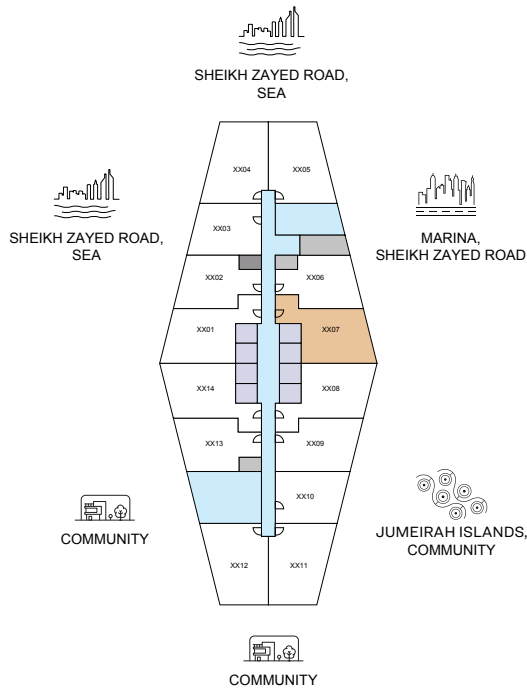 SHEIKH ZAYED ROAD,
SEA
XX04
XX05
SHEIKH ZAYED ROAD,
SEA
XX03
MARINA,
SHEIKH ZAYED ROAD
XX02
XX06
XX01
XX07
XX14
XX08
XX13
XX09
XX10
COMMUNITY
JUMEIRAH ISLANDS,
COMMUNITY
XX12
XX11
COMMUNITY